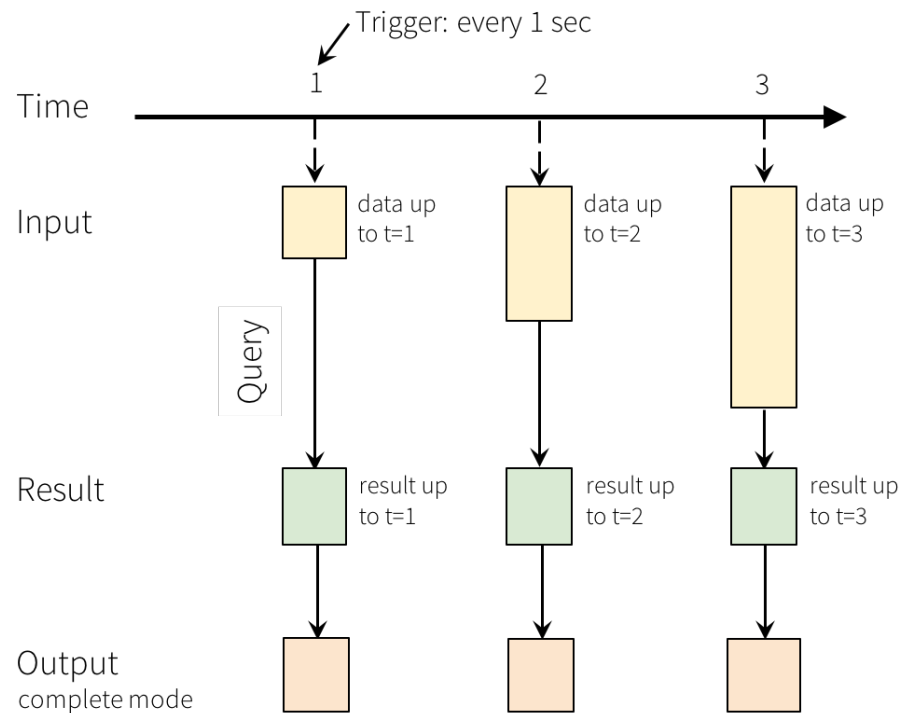 Trigger: every 1 sec
1
2
3
Time
Input
data up
to t=1
data up
to t=2
data up
to t=3
Query
Result
result up
to t=1
result up
to t=2
result up
to t=3
Output
complete mode